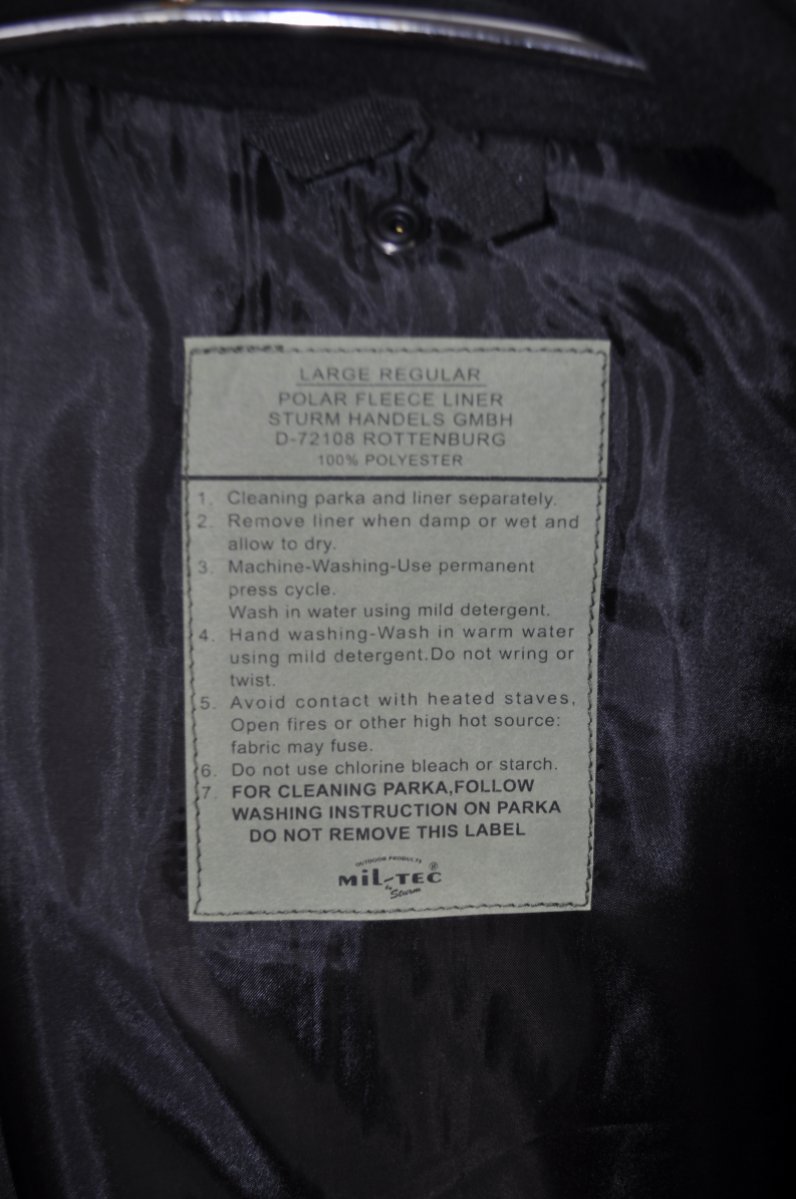 LARGE REGULAR
POLAR FLEECE LINER
STURM HANDELS GMBH
D-72108 ROTTENBURG
100% POLYESTER
1. Cleaning parka and liner separately.
2. Remove liner when damp or wet and
allow to dry.
3. Machine-Washing-Use permanent
press cycle.
Wash in water using mild detergent.
4. Hand washing-Wash in warm water
using mild detergent.Do not wring or
twist.
5. Avoid contact with heated staves,
Open fires or other high hot source:
fabric may fuse.
6. Do not use chlorine bleach or starch.
7. FOR CLEANING PARKA,FOLLOW
WASHING INSTRUCTION ON PARKA
DO NOT REMOVE THIS LABEL
OUTDOOR PRODUCTS
MiL-TEC®
by Sturm